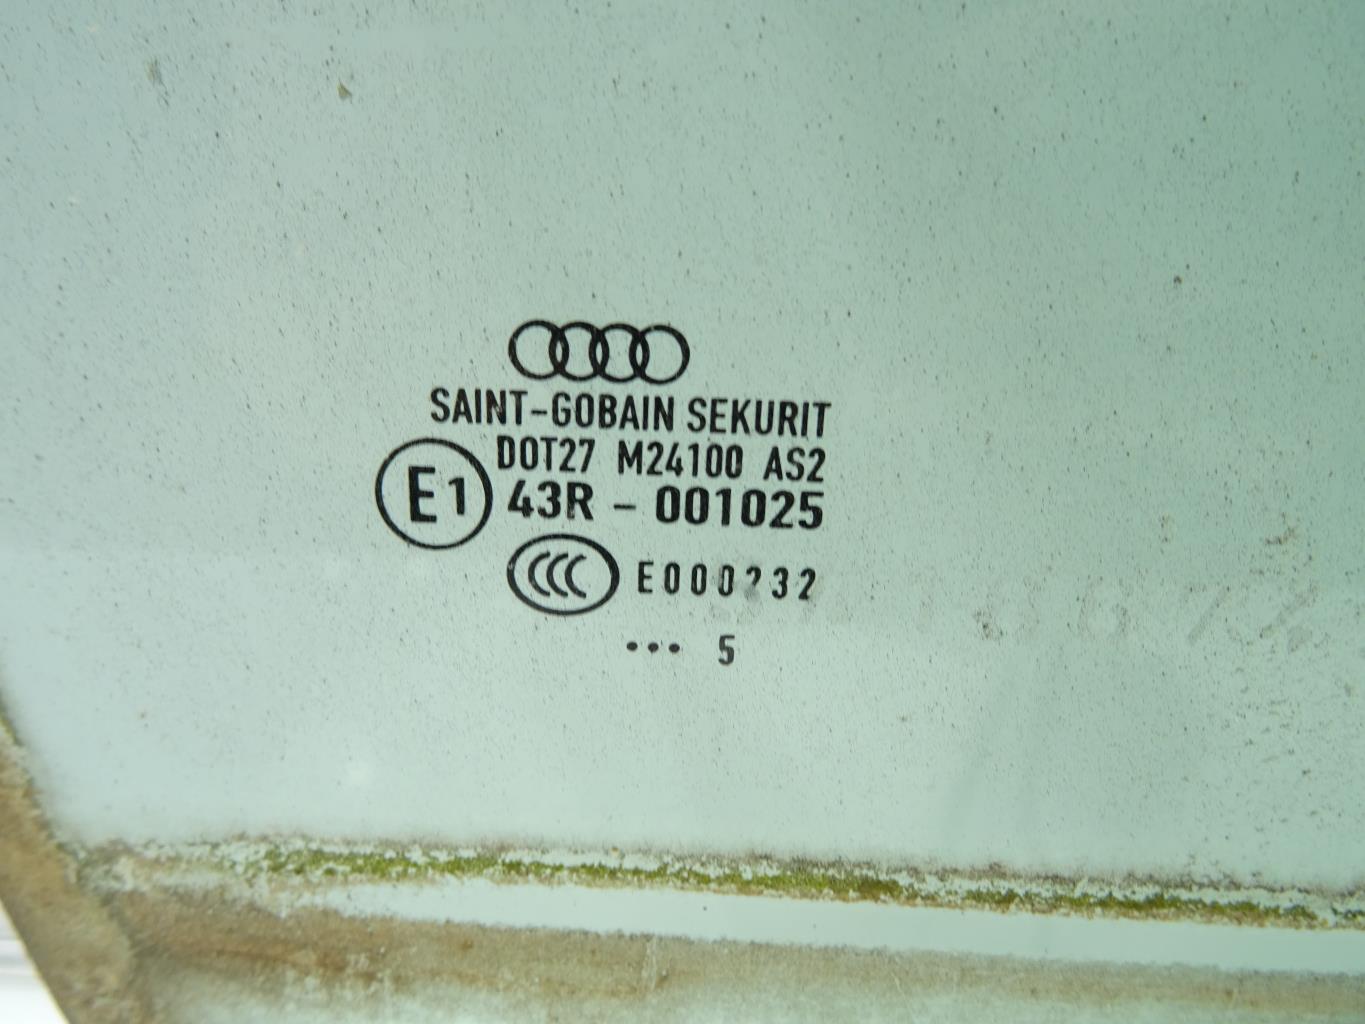 SAINT-GOBAIN SEKURIT
DOT27 M24100 AS2
E1 43R - 001025
CCC E000232
••• 5